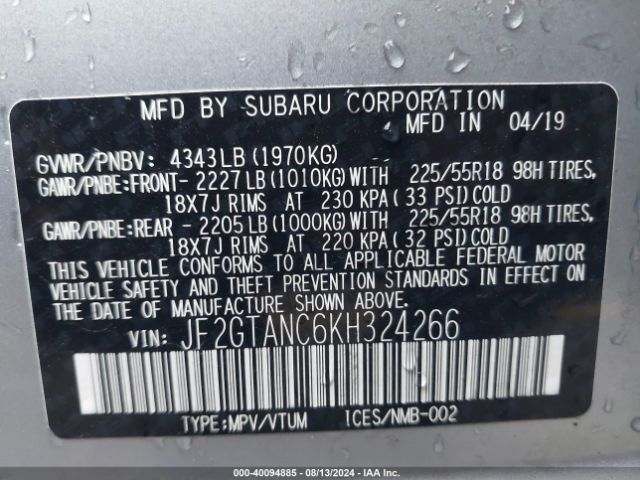 MFD BY SUBARU CORPORATION
MFD IN 04/19
GVWR/PNBV: 4343LB (1970KG)
GAWR/PNBE:FRONT- 2227LB(1010KG)WITH 225/55R18 98H TIRES,
18X7J RIMS AT 230 KPA(33 PSI)COLD
GAWR/PNBE:REAR - 2205LB(1000KG)WITH 225/55R18 98H TIRES,
18X7J RIMS AT 220 KPA(32 PSI)COLD
THIS VEHICLE CONFORMS TO ALL APPLICABLE FEDERAL MOTOR
VEHICLE SAFETY AND THEFT PREVENTION STANDARDS IN EFFECT ON
THE DATE OF MANUFACTURE SHOWN ABOVE.
VIN: JF2GTANC6KH324266
TYPE:MPV/VTUM ICES/NMB-002
000-40094885 - 08/13/2024 - IAA Inc.